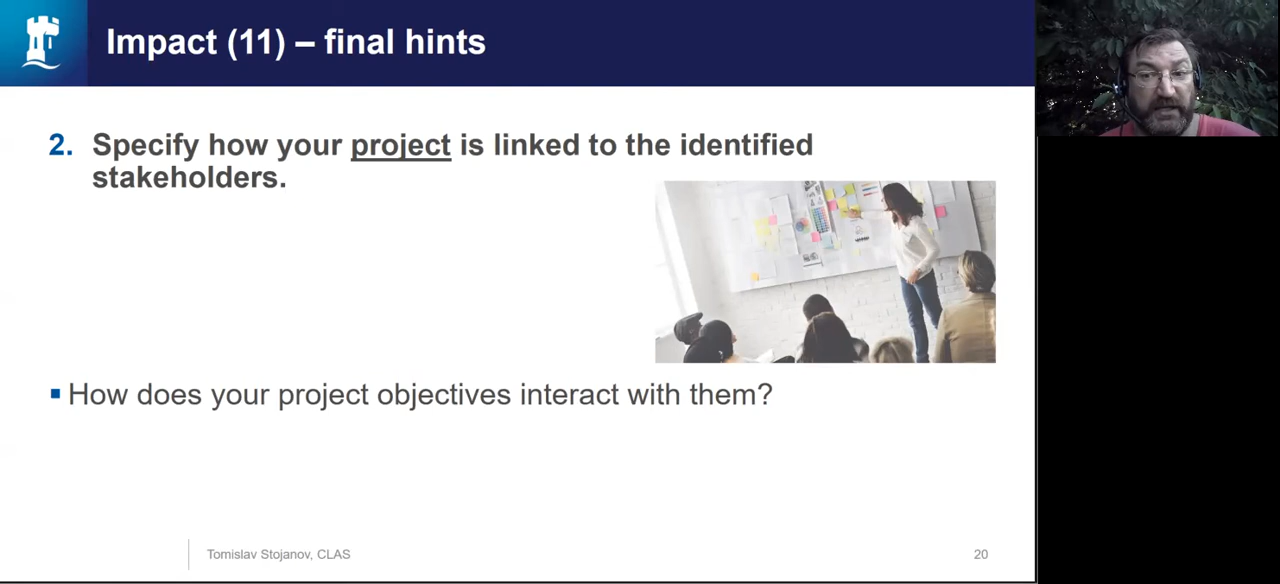 Impact (11) – final hints
2. Specify how your project is linked to the identified
stakeholders.
▪ How does your project objectives interact with them?
Tomislav Stojanov, CLAS
20